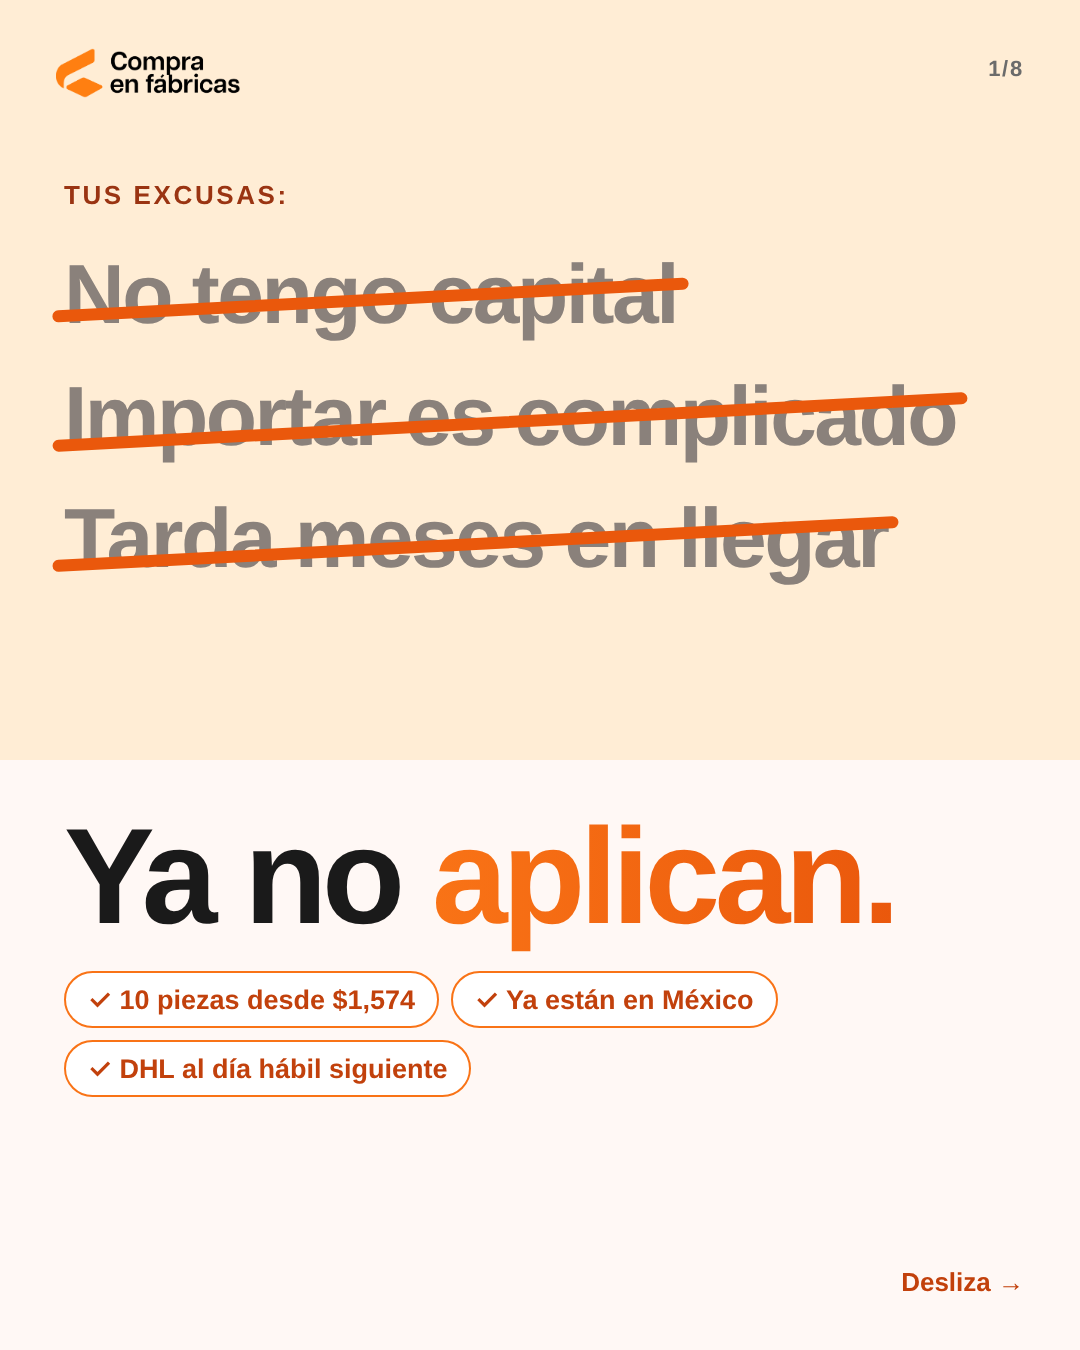 Compra
en fábricas
1/8
TUS EXCUSAS:
No tengo capital
Importar es complicado
Tarda meses en llegar
Ya no aplican.
✓ 10 piezas desde $1,574
✓ Ya están en México
✓ DHL al día hábil siguiente
Desliza →